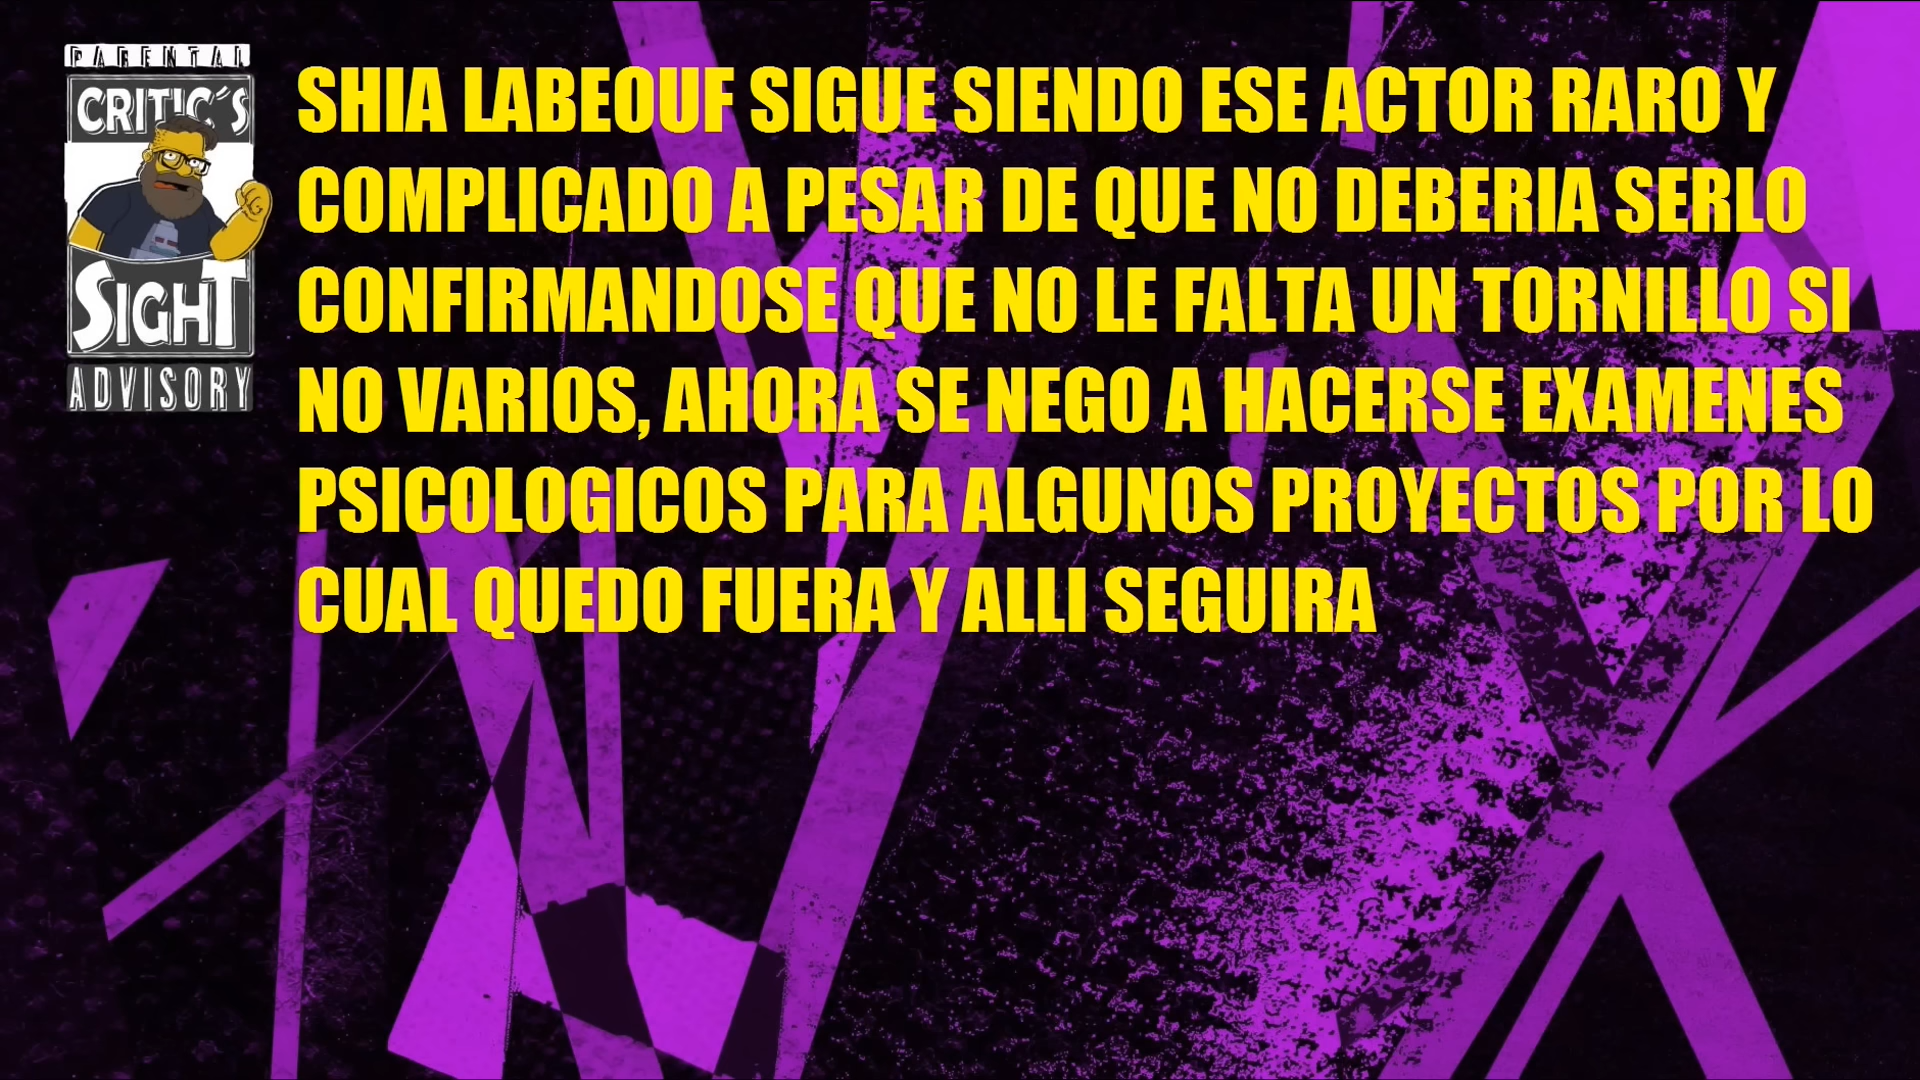 PARENTAL
CRITIC´S
SIGHT
ADVISORY
SHIA LABEOUF SIGUE SIENDO ESE ACTOR RARO Y
COMPLICADO A PESAR DE QUE NO DEBERIA SERLO
CONFIRMANDOSE QUE NO LE FALTA UN TORNILLO SI
NO VARIOS, AHORA SE NEGO A HACERSE EXAMENES
PSICOLOGICOS PARA ALGUNOS PROYECTOS POR LO
CUAL QUEDO FUERA Y ALLI SEGUIRA